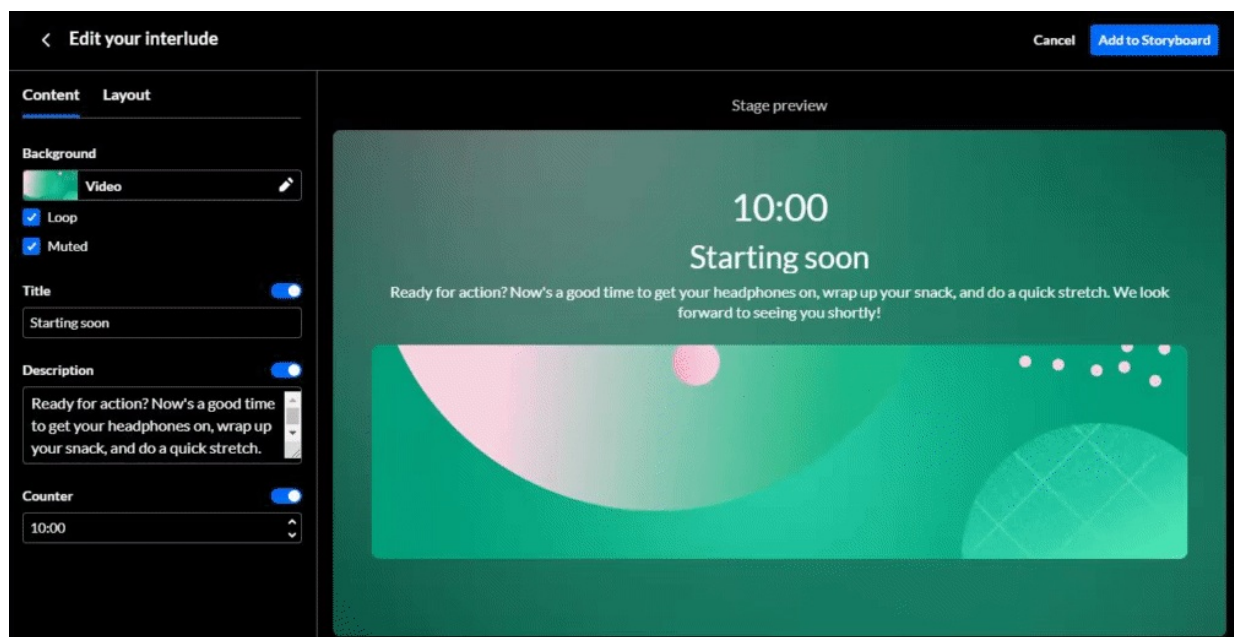 Edit your interlude
Cancel
Add to Storyboard
Content Layout
Background
Video
Loop
Muted
Title
Starting soon
Description
Ready for action? Now's a good time
to get your headphones on, wrap up
your snack, and do a quick stretch.
Counter
10:00
Stage preview
10:00
Starting soon
Ready for action? Now's a good time to get your headphones on, wrap up your snack, and do a quick stretch. We look
forward to seeing you shortly!